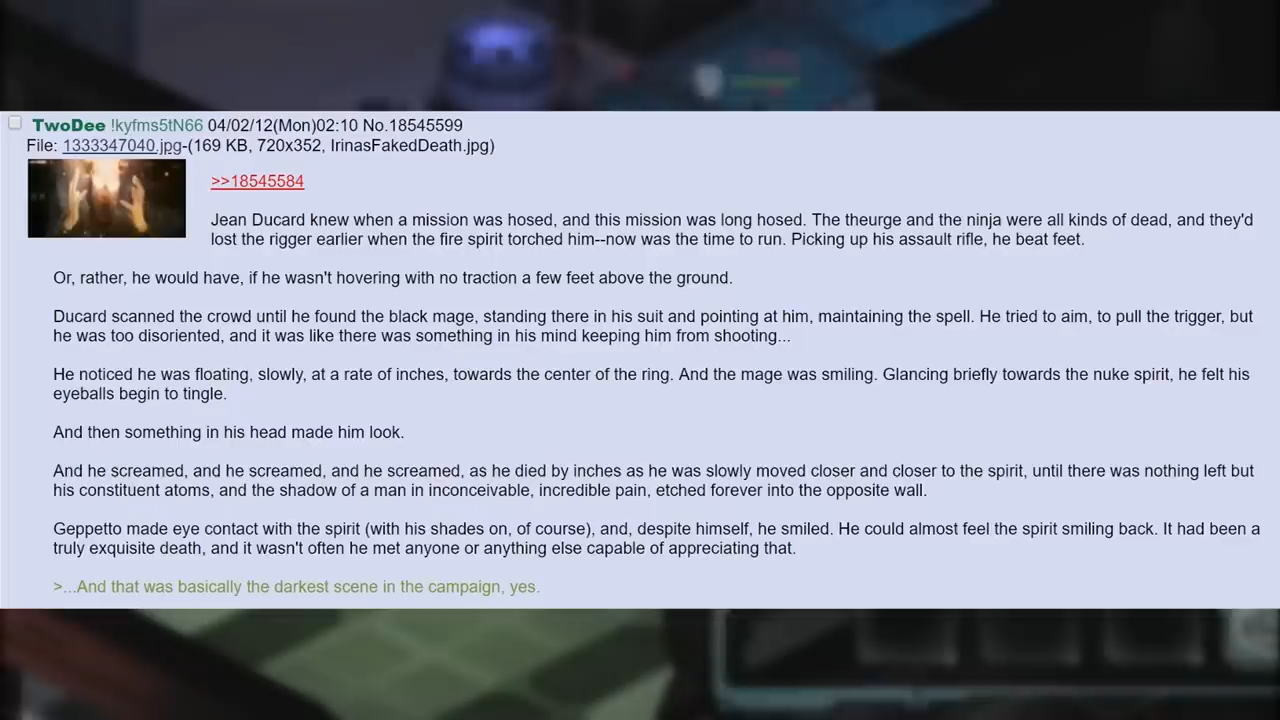 TwoDee !kyfms5tN66 04/02/12(Mon)02:10 No.18545599
File: 1333347040.jpg-(169 KB, 720x352, IrinasFakedDeath.jpg)
>>18545584
Jean Ducard knew when a mission was hosed, and this mission was long hosed. The theurge and the ninja were all kinds of dead, and they'd
lost the rigger earlier when the fire spirit torched him--now was the time to run. Picking up his assault rifle, he beat feet.
Or, rather, he would have, if he wasn't hovering with no traction a few feet above the ground.
Ducard scanned the crowd until he found the black mage, standing there in his suit and pointing at him, maintaining the spell. He tried to aim, to pull the trigger, but
he was too disoriented, and it was like there was something in his mind keeping him from shooting...
He noticed he was floating, slowly, at a rate of inches, towards the center of the ring. And the mage was smiling. Glancing briefly towards the nuke spirit, he felt his
eyeballs begin to tingle.
And then something in his head made him look.
And he screamed, and he screamed, and he screamed, as he died by inches as he was slowly moved closer and closer to the spirit, until there was nothing left but
his constituent atoms, and the shadow of a man in inconceivable, incredible pain, etched forever into the opposite wall.
Geppetto made eye contact with the spirit (with his shades on, of course), and, despite himself, he smiled. He could almost feel the spirit smiling back. It had been a
truly exquisite death, and it wasn't often he met anyone or anything else capable of appreciating that.
>...And that was basically the darkest scene in the campaign, yes.